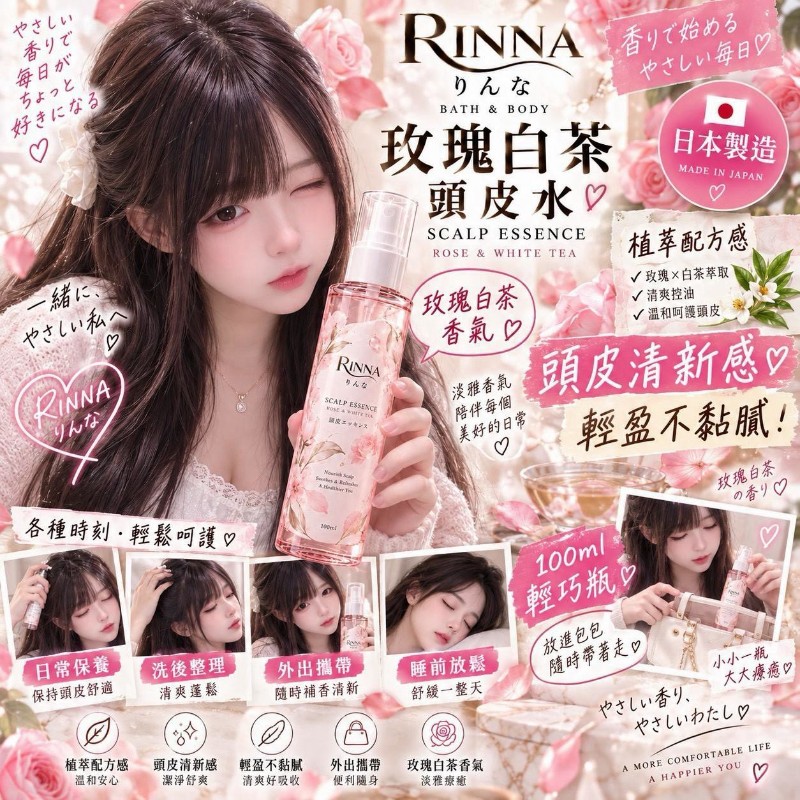 やさしい
香りで
毎日が
ちょっと
好きになる
RINNA
りんな
BATH & BODY
玫瑰白茶
頭皮水
SCALP ESSENCE
ROSE & WHITE TEA
香りで始める
やさしい毎日
日本製造
MADE IN JAPAN
植萃配方感
✓玫瑰×白茶萃取
✓清爽控油
✓溫和呵護頭皮
一緒に、
やさしい私へ
RINNA
りんな
玫瑰白茶
香氣
淡雅香氣
陪伴每個
美好的日常
頭皮清新感
輕盈不黏膩!
RINNA
りんな
SCALP ESSENCE
ROSE & WHITE TEA
頭皮エッセンス
Nourish Scalp
Soothes & Refreshes
A Healthier You
100ml
玫瑰白茶
の香り
各種時刻・輕鬆呵護
日常保養
保持頭皮舒適
洗後整理
清爽蓬鬆
外出攜帶
隨時補香清新
睡前放鬆
舒緩一整天
100ml
輕巧瓶
放進包包
隨時帶著走
RINNA
小小一瓶
大大療癒
植萃配方感
溫和安心
頭皮清新感
潔淨舒爽
輕盈不黏膩
清爽好吸收
外出攜帶
便利隨身
玫瑰白茶香氣
淡雅療癒
やさしい香り、
やさしいわたし
A MORE COMFORTABLE LIFE
A HAPPIER YOU